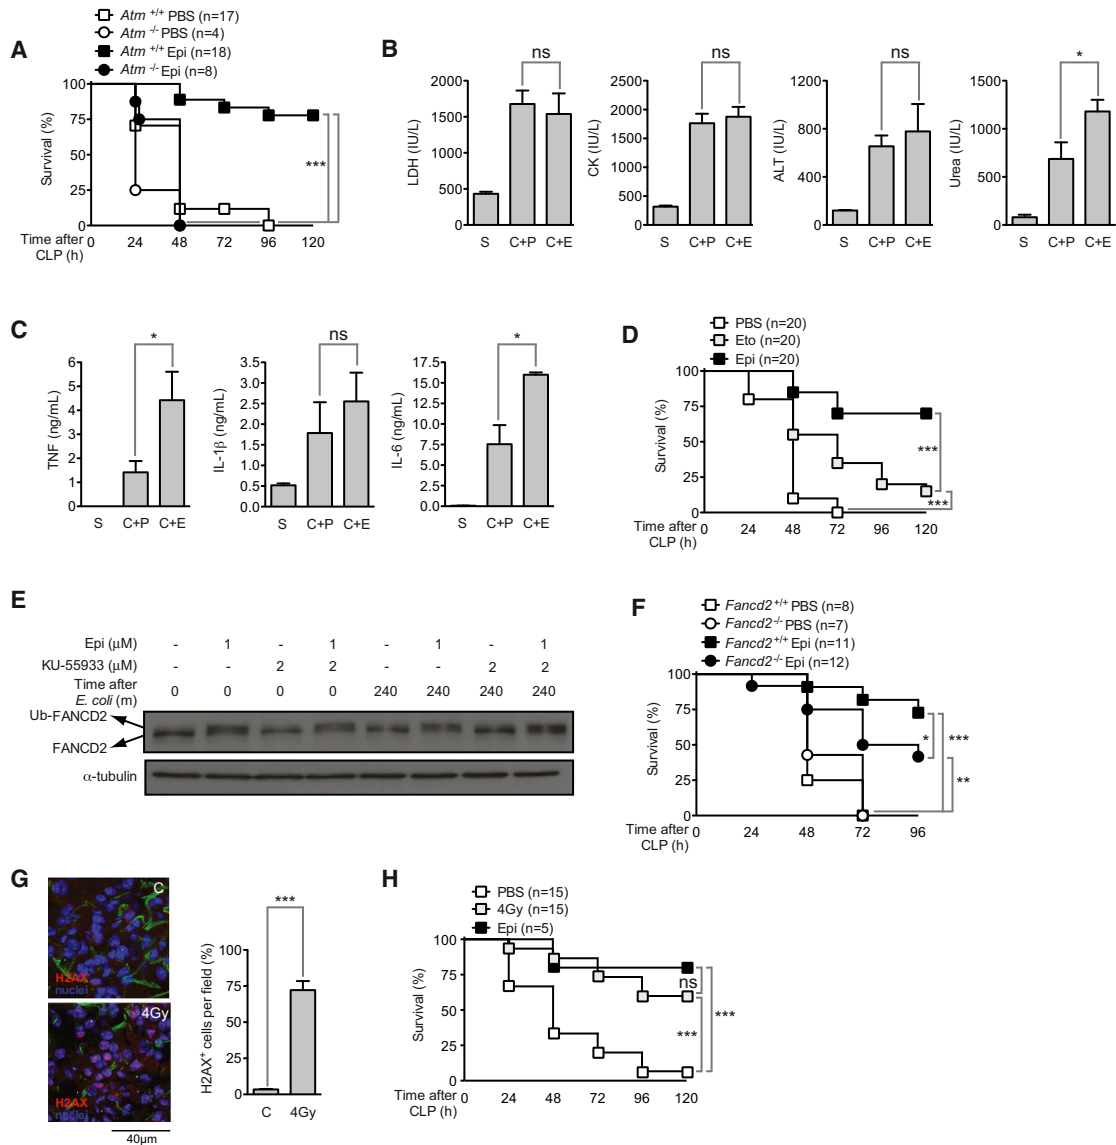 A
Atm +/+ PBS (n=17)
Atm -/- PBS (n=4)
Atm +/+ Epi (n=18)
Atm -/- Epi (n=8)
Survival (%)
100
75
50
25
0
***
Time after CLP (h)
0 24 48 72 96 120
B
ns
LDH (IU/L)
2000
1500
1000
500
0
S C+P C+E
ns
CK (IU/L)
2500
2000
1500
1000
500
0
S C+P C+E
ns
ALT (IU/L)
1200
800
400
0
S C+P C+E
*
Urea (IU/L)
1500
1000
500
0
S C+P C+E
C
*
TNF (ng/mL)
6
5
4
3
2
1
0
S C+P C+E
ns
IL-1β (ng/mL)
3.5
3.0
2.5
2.0
1.5
1.0
0.5
0.0
S C+P C+E
*
IL-6 (ng/mL)
17.5
15.0
12.5
10.0
7.5
5.0
2.5
0.0
S C+P C+E
D
PBS (n=20)
Eto (n=20)
Epi (n=20)
Survival (%)
100
75
50
25
0
***
***
Time after CLP (h)
0 24 48 72 96 120
E
Epi (μM) - 1 - 1 - 1 - 1
KU-55933 (μM) - - 2 2 - - 2 2
Time after
E. coli (m) 0 0 0 0 240 240 240 240
Ub-FANCD2
FANCD2
α-tubulin
F
Fancd2 +/+ PBS (n=8)
Fancd2 -/- PBS (n=7)
Fancd2 +/+ Epi (n=11)
Fancd2 -/- Epi (n=12)
Survival (%)
100
75
50
25
0
*
***
**
Time after CLP (h)
0 24 48 72 96
G
C
H2AX
nuclei
4Gy
H2AX
nuclei
40μm
***
H2AX+ cells per field (%)
100
75
50
25
0
C 4Gy
H
PBS (n=15)
4Gy (n=15)
Epi (n=5)
Survival (%)
100
75
50
25
0
ns
***
***
Time after CLP (h)
0 24 48 72 96 120